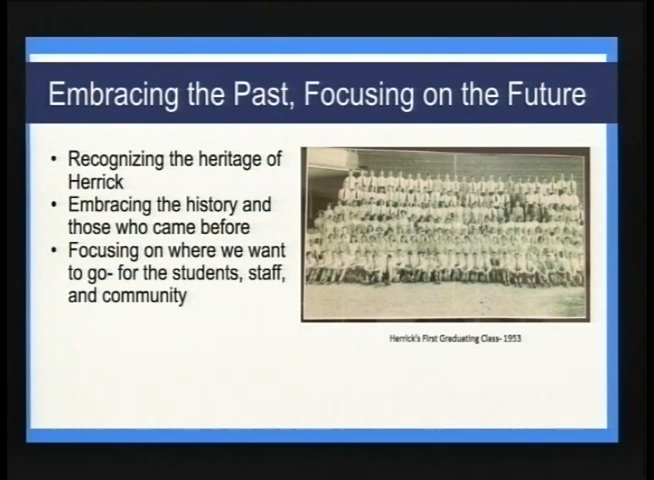 Embracing the Past, Focusing on the Future
• Recognizing the heritage of
Herrick
• Embracing the history and
those who came before
• Focusing on where we want
to go- for the students, staff,
and community
Herrick's First Graduating Class- 1953